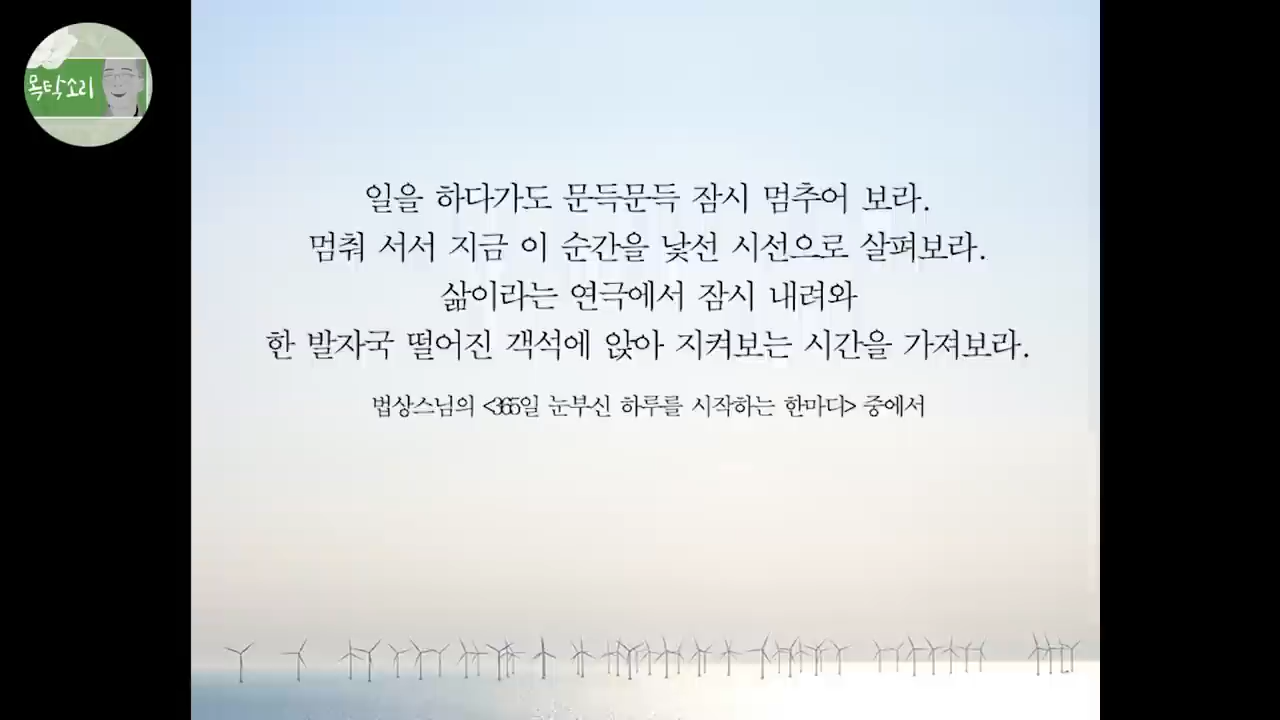 목탁소리
일을 하다가도 문득문득 잠시 멈추어 보라.
멈춰 서서 지금 이 순간을 낯선 시선으로 살펴보라.
삶이라는 연극에서 잠시 내려와
한 발자국 떨어진 객석에 앉아 지켜보는 시간을 가져보라.
법상스님의 <365일 눈부신 하루를 시작하는 한마디> 중에서